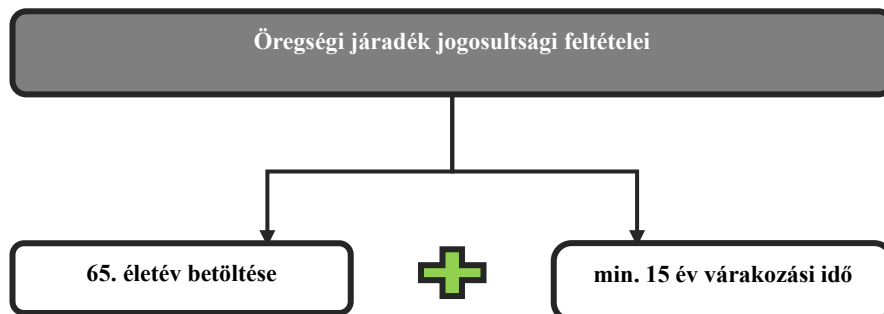 Öregségi járadék jogosultsági feltételei
65. életév betöltése
min. 15 év várakozási idő